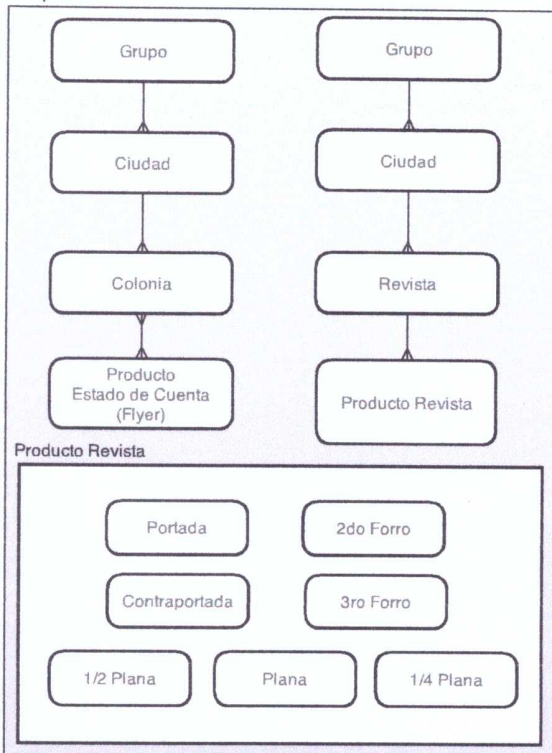 Grupo
Grupo
Ciudad
Ciudad
Colonia
Revista
Producto
Estado de Cuenta
(Flyer)
Producto Revista
Producto Revista
Portada
2do Forro
Contraportada
3ro Forro
1/2 Plana
Plana
1/4 Plana